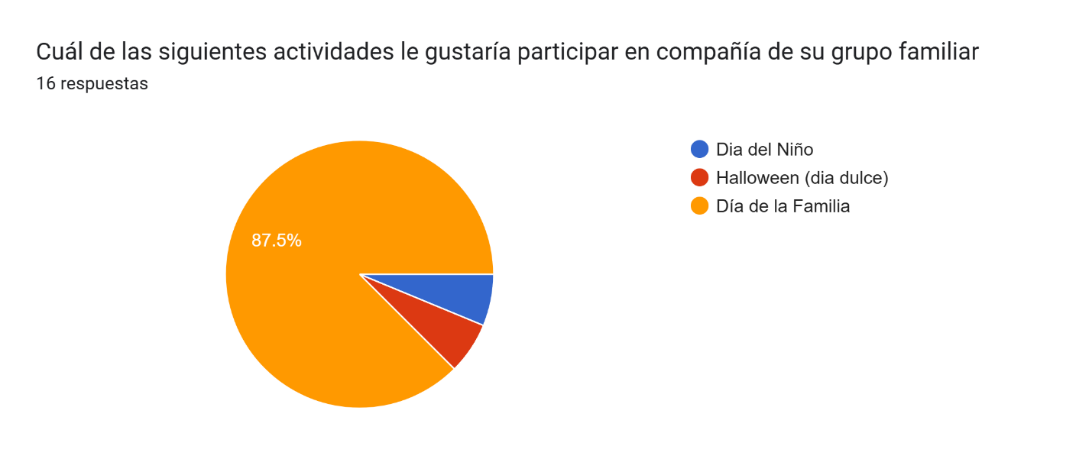 Cuál de las siguientes actividades le gustaría participar en compañía de su grupo familiar
16 respuestas
Dia del Niño
Halloween (dia dulce)
Día de la Familia
87.5%